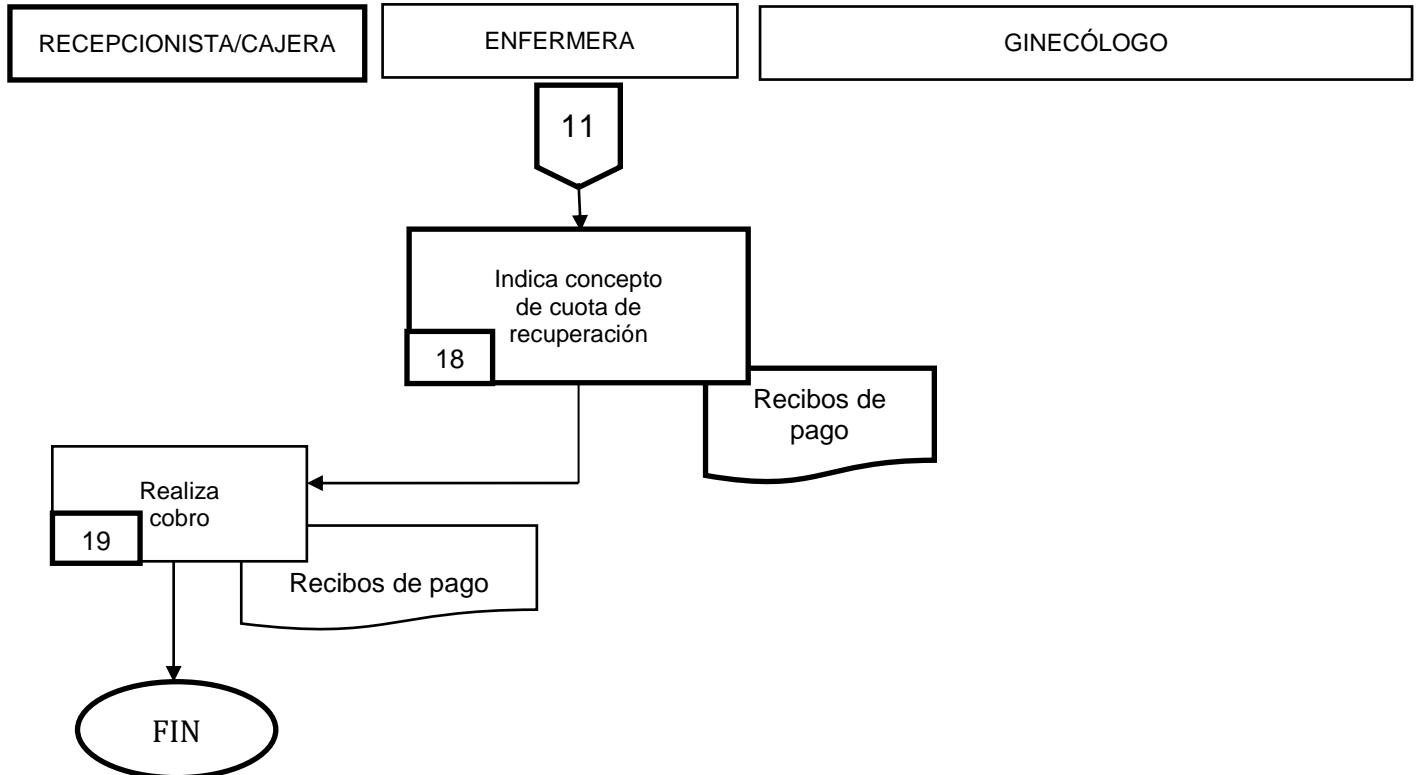 RECEPCIONISTA/CAJERA
ENFERMERA
GINECÓLOGO
11
Indica concepto
de cuota de
recuperación
18
Recibos de
pago
Realiza
cobro
19
Recibos de pago
FIN